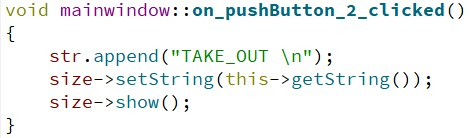 void mainwindow::on_pushButton_2_clicked()
{
    str.append("TAKE_OUT \n");
    size->setString(this->getString());
    size->show();
}